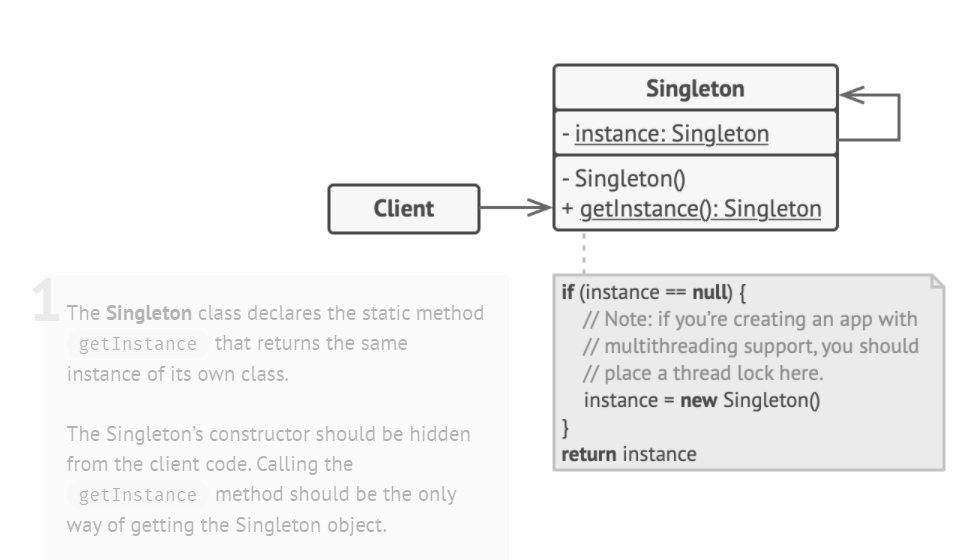 Singleton
- instance: Singleton
- Singleton()
+ getInstance(): Singleton
Client
if (instance == null) {
// Note: if you’re creating an app with
// multithreading support, you should
// place a thread lock here.
instance = new Singleton()
}
return instance
1
The Singleton class declares the static method
getInstance that returns the same
instance of its own class.
The Singleton’s constructor should be hidden
from the client code. Calling the
getInstance method should be the only
way of getting the Singleton object.